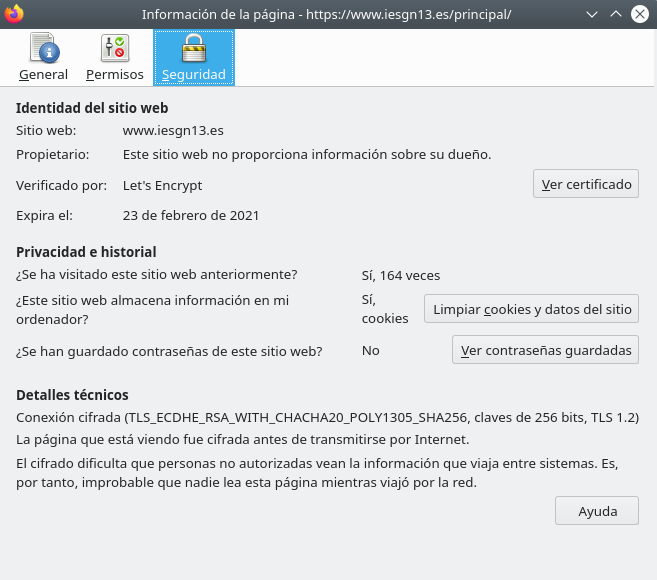 Información de la página - https://www.iesgn13.es/principal/
General Permisos Seguridad
Identidad del sitio web
Sitio web: www.iesgn13.es
Propietario: Este sitio web no proporciona información sobre su dueño.
Verificado por: Let's Encrypt Ver certificado
Expira el: 23 de febrero de 2021
Privacidad e historial
¿Se ha visitado este sitio web anteriormente? Sí, 164 veces
¿Este sitio web almacena información en mi
ordenador?
Sí,
cookies
Limpiar cookies y datos del sitio
¿Se han guardado contraseñas de este sitio web? No Ver contraseñas guardadas
Detalles técnicos
Conexión cifrada (TLS_ECDHE_RSA_WITH_CHACHA20_POLY1305_SHA256, claves de 256 bits, TLS 1.2)
La página que está viendo fue cifrada antes de transmitirse por Internet.
El cifrado dificulta que personas no autorizadas vean la información que viaja entre sistemas. Es,
por tanto, improbable que nadie lea esta página mientras viajó por la red.
Ayuda